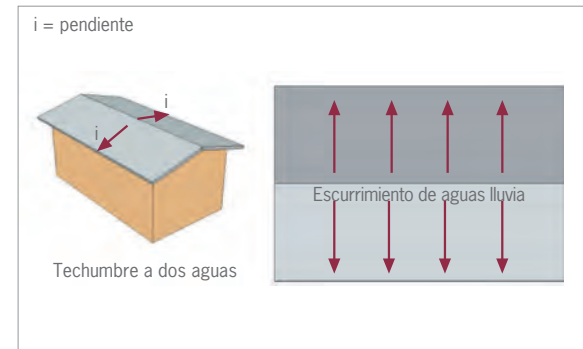 i = pendiente
i
i
Escurrimiento de aguas lluvia
Techumbre a dos aguas